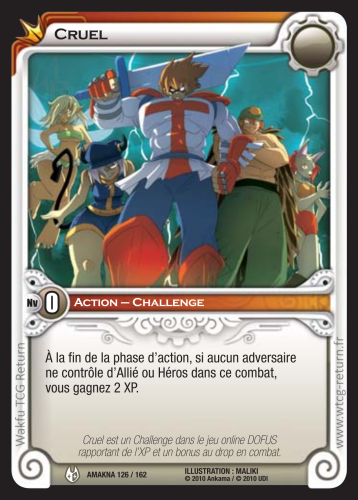 CRUEL
Nv 0 ACTION – CHALLENGE
À la fin de la phase d'action, si aucun adversaire
ne contrôle d'Allié ou Héros dans ce combat,
vous gagnez 2 XP.
Cruel est un Challenge dans le jeu online DOFUS
rapportant de l'XP et un bonus au drop en combat.
AMAKNA 126 / 162
ILLUSTRATION : MALIKI
© 2010 Ankama / © 2010 UDI
Wakfu TCG Return
www.wtcg-return.fr